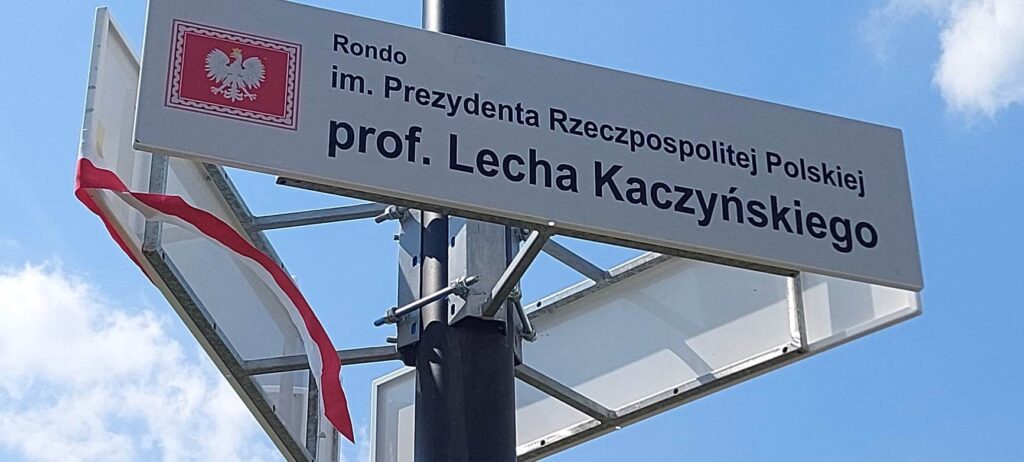 Rondo
im. Prezydenta Rzeczpospolitej Polskiej
prof. Lecha Kaczyńskiego